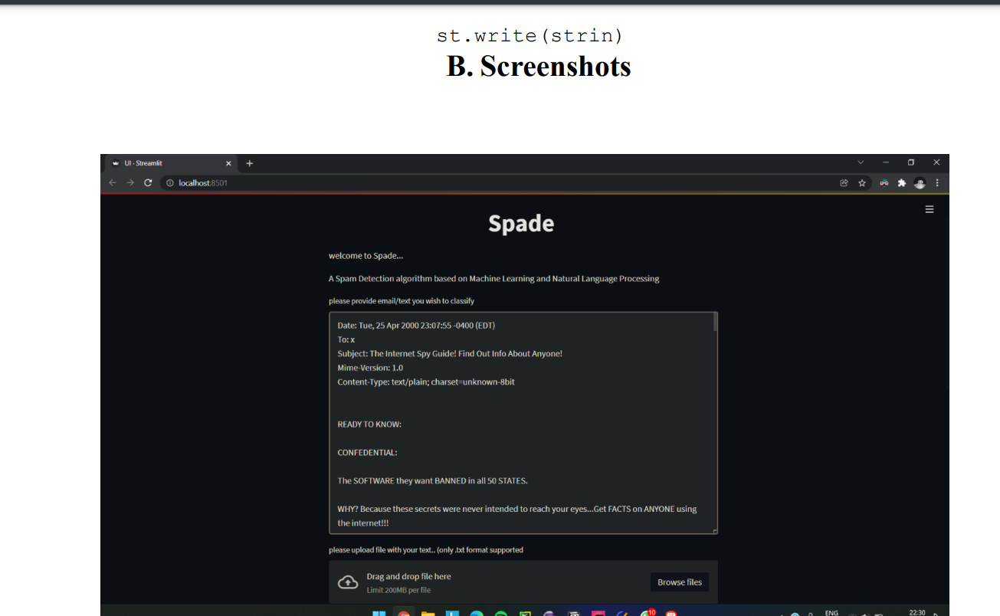 st.write(strin)
B. Screenshots
UI - Streamlit
localhost:8501
Spade
welcome to Spade...
A Spam Detection algorithm based on Machine Learning and Natural Language Processing
please provide email/text you wish to classify
Date: Tue, 25 Apr 2000 23:07:55 -0400 (EDT)
To: x
Subject: The Internet Spy Guide! Find Out Info About Anyone!
Mime-Version: 1.0
Content-Type: text/plain; charset=unknown-8bit
READY TO KNOW:
CONFEDENTIAL:
The SOFTWARE they want BANNED in all 50 STATES.
WHY? Because these secrets were never intended to reach your eyes...Get FACTS on ANYONE using
the internet!!!
please upload file with your text.. (only .txt format supported
Drag and drop file here
Limit 200MB per file
Browse files
10
ENG
22:30